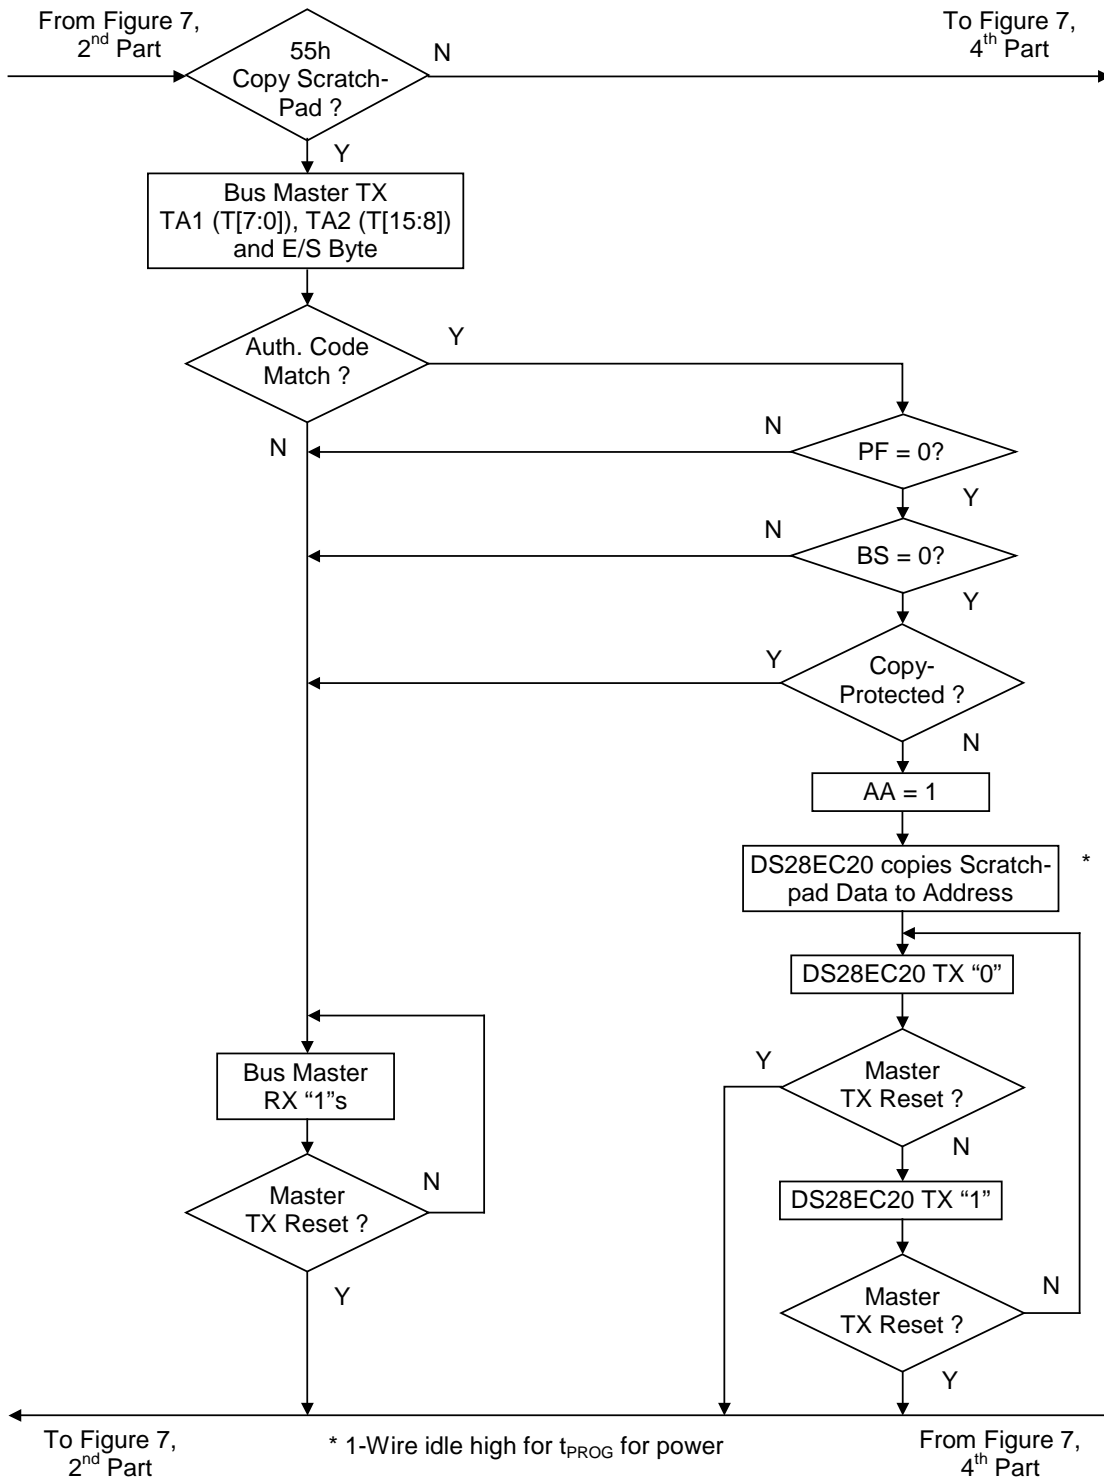 From Figure 7,
2nd Part
To Figure 7,
4th Part
55h
Copy Scratch-
Pad ?
N
Y
Bus Master TX
TA1 (T[7:0]), TA2 (T[15:8])
and E/S Byte
Auth. Code
Match ?
Y
N
PF = 0?
N
Y
BS = 0?
N
Y
Copy-
Protected ?
Y
N
AA = 1
DS28EC20 copies Scratch-
pad Data to Address
*
DS28EC20 TX “0”
Master
TX Reset ?
Y
N
DS28EC20 TX “1”
Master
TX Reset ?
N
Y
Bus Master
RX “1”s
Master
TX Reset ?
N
Y
To Figure 7,
2nd Part
* 1-Wire idle high for tPROG for power
From Figure 7,
4th Part